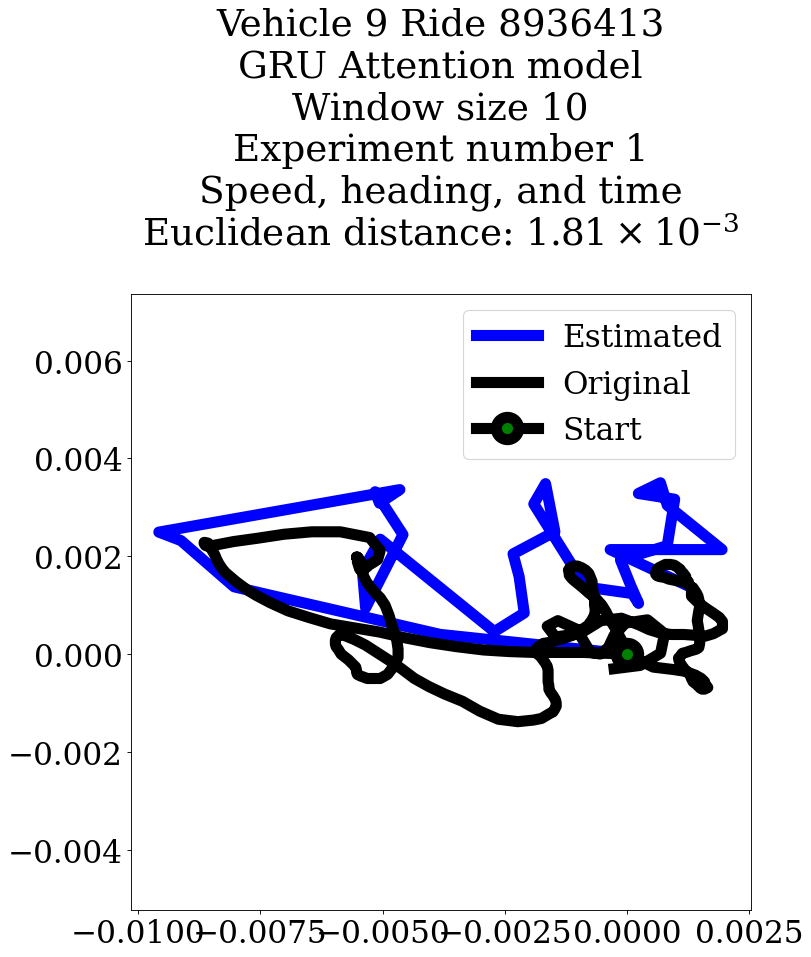 Vehicle 9 Ride 8936413
GRU Attention model
Window size 10
Experiment number 1
Speed, heading, and time
Euclidean distance: 1.81 × 10⁻³
Estimated
Original
Start
0.006
0.004
0.002
0.000
−0.002
−0.004
−0.0100 −0.0075 −0.0050 −0.0025 0.0000 0.0025